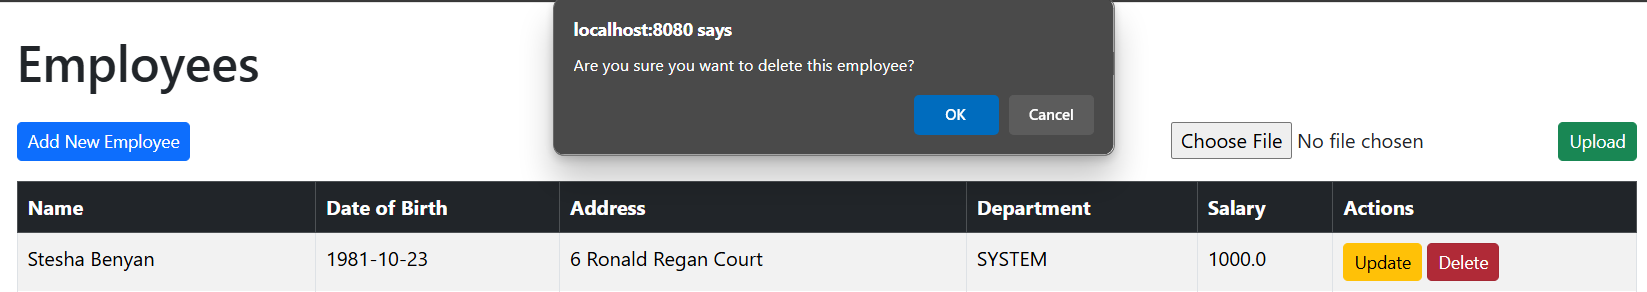 localhost:8080 says
Are you sure you want to delete this employee?
OK Cancel
Employees
Add New Employee Choose File No file chosen Upload
Name Date of Birth Address Department Salary Actions
Stesha Benyan 1981-10-23 6 Ronald Regan Court SYSTEM 1000.0 Update Delete